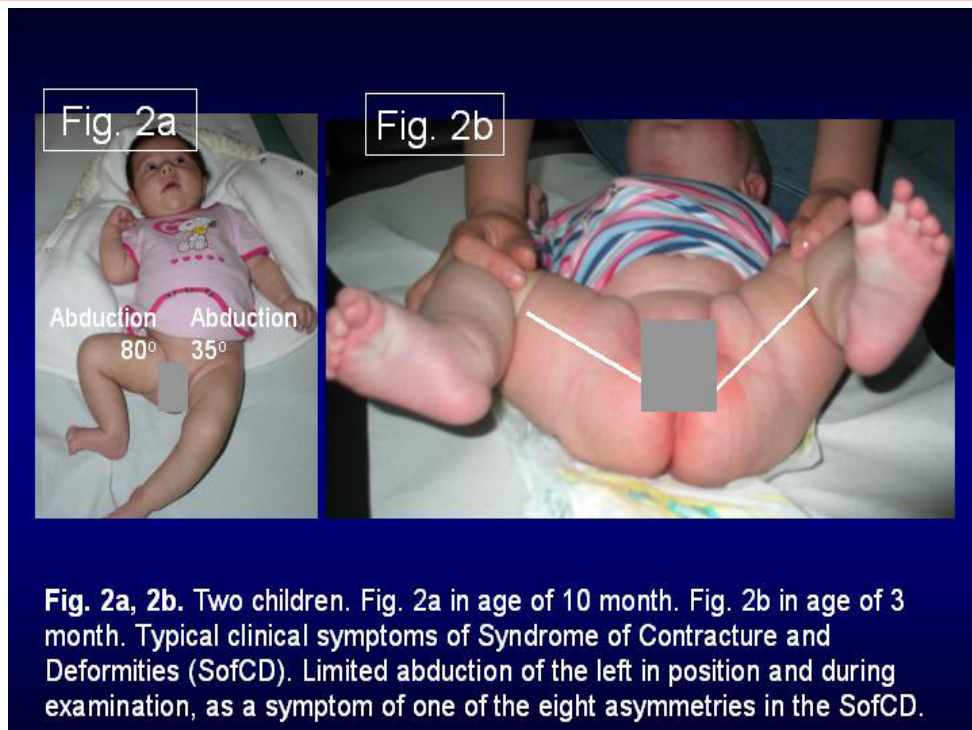 Fig. 2a
Fig. 2b
Abduction Abduction
80º 35º
Fig. 2a, 2b. Two children. Fig. 2a in age of 10 month. Fig. 2b in age of 3
month. Typical clinical symptoms of Syndrome of Contracture and
Deformities (SofCD). Limited abduction of the left in position and during
examination, as a symptom of one of the eight asymmetries in the SofCD.